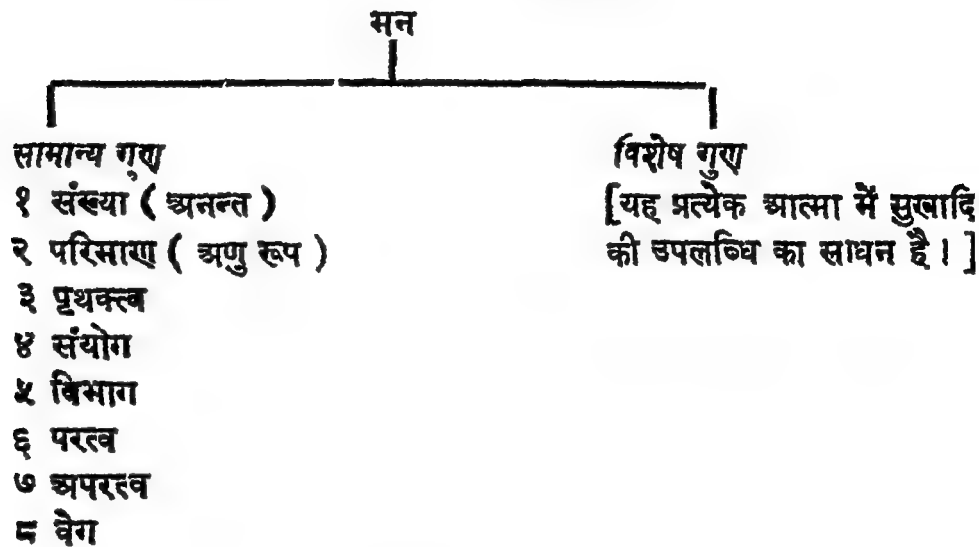 मन
सामान्य गुण
१ संख्या ( अनन्त )
२ परिमाण ( अणु रूप )
३ पृथक्त्व
४ संयोग
५ विभाग
६ परत्व
७ अपरत्व
८ वेग
विशेष गुण
[यह प्रत्येक आत्मा में सुखादि
की उपलब्धि का साधन है । ]